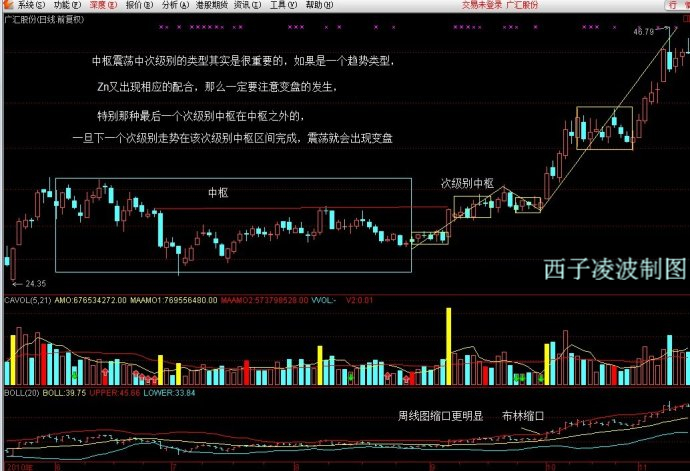 系统(S) 功能(Z) 深度(E) 报价(B) 分析(A) 港股期货 资讯(I) 工具(Y) 帮助(H) 交易未登录 广汇股份
广汇股份(日线.前复权)
46.79
中枢震荡中次级别的类型其实是很重要的，如果是一个趋势类型，
Zn又出现相应的配合，那么一定要注意变盘的发生，
特别那种最后一个次级别中枢在中枢之外的，
一旦下一个次级别走势在该次级别中枢区间完成，震荡就会出现变盘
中枢
次级别中枢
西子凌波制图
24.35
CAVOL(5,21) AMO:676534272.00 MAAMO1:769556480.00 MAAMO2:573798528.00 VVOL:- V2:0.01
BOLL(20) BOLL:39.75 UPPER:45.66 LOWER:33.84
周线图缩口更明显 布林缩口
2010年 6 7 8 9 10 11